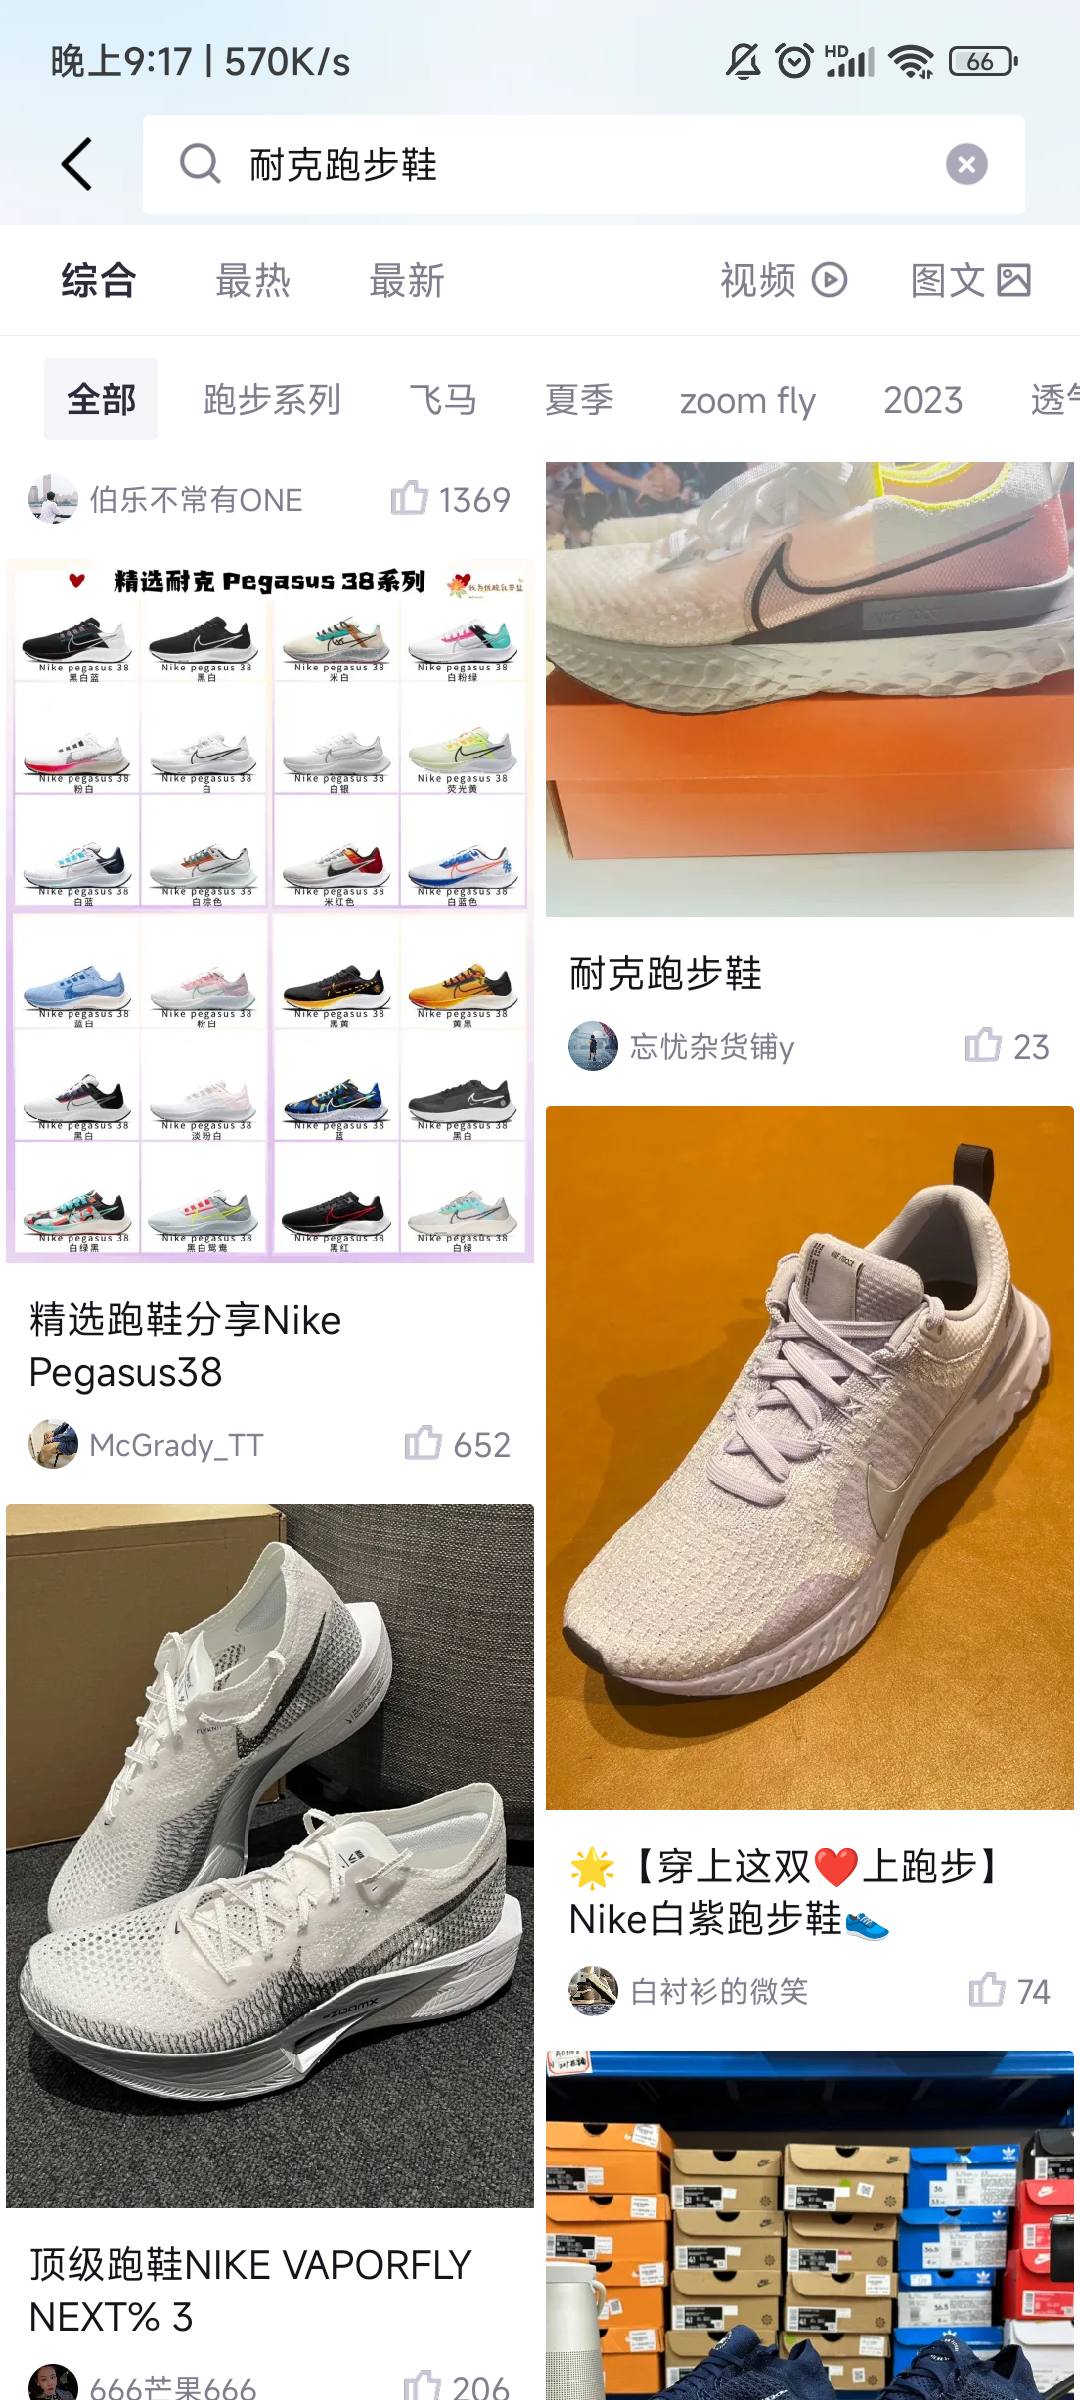 晚上9:17 | 570K/s
HD
66
耐克跑步鞋
综合
最热
最新
视频
图文
全部
跑步系列
飞马
夏季
zoom fly
2023
伯乐不常有ONE
1369
精选耐克 Pegasus 38系列
Nike pegasus 38
黑白蓝
Nike pegasus 38
黑白
Nike pegasus 38
米白
Nike pegasus 38
白粉绿
Nike pegasus 38
粉白
Nike pegasus 38
白
Nike pegasus 38
白银
Nike pegasus 38
荧光黄
Nike pegasus 38
白蓝
Nike pegasus 38
白棕色
Nike pegasus 38
米红色
Nike pegasus 38
白蓝色
Nike pegasus 38
蓝白
Nike pegasus 38
粉白
Nike pegasus 38
黑黄
Nike pegasus 38
黄黑
Nike pegasus 38
黑白
Nike pegasus 38
淡纷白
Nike pegasus 38
蓝
Nike pegasus 38
黑白
Nike pegasus 38
白绿黑
Nike pegasus 38
黑白鸳鸯
Nike pegasus 38
黑红
Nike pegasus 38
白绿
精选跑鞋分享Nike
Pegasus38
McGrady_TT
652
ZOOMX
顶级跑鞋NIKE VAPORFLY
NEXT% 3
666芒果666
206
耐克跑步鞋
忘忧杂货铺y
23
🌟【穿上这双❤️上跑步】
Nike白紫跑步鞋👟
白衬衫的微笑
74